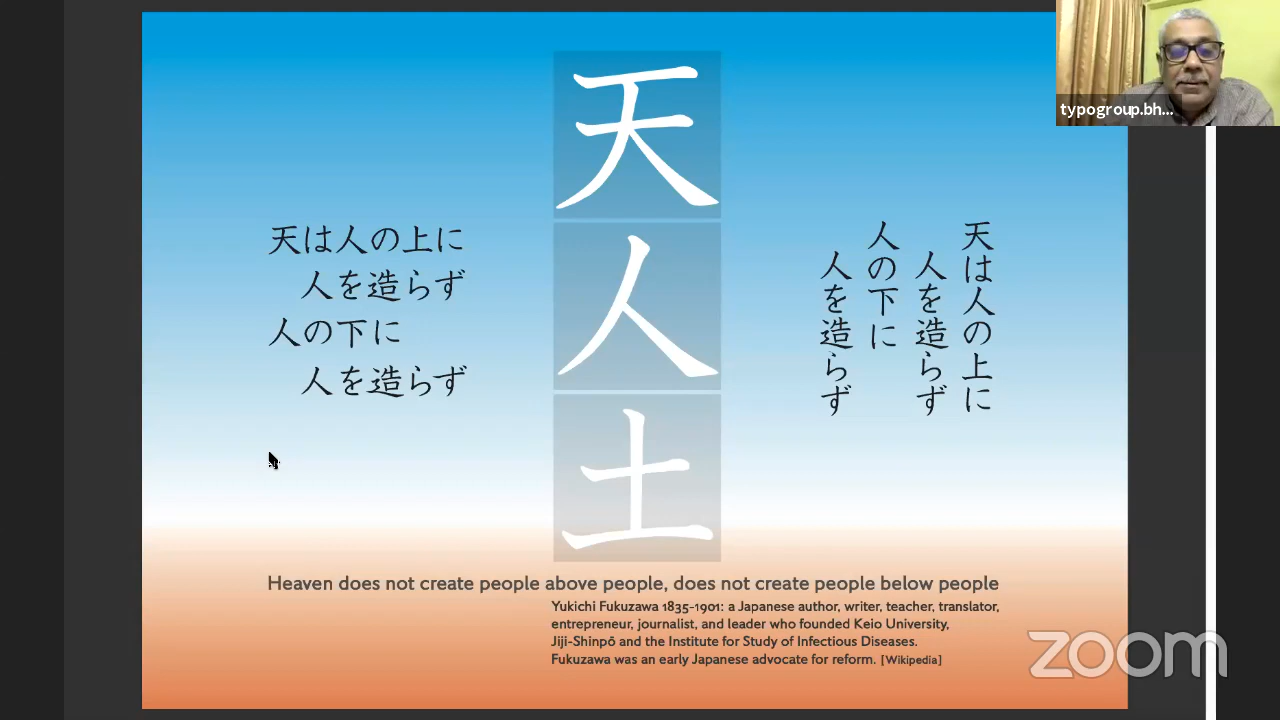 天
人
土
天は人の上に
人を造らず
人の下に
人を造らず
天は人の上に
人を造らず
人の下に
人を造らず
Heaven does not create people above people, does not create people below people
Yukichi Fukuzawa 1835-1901: a Japanese author, writer, teacher, translator,
entrepreneur, journalist, and leader who founded Keio University,
Jiji-Shinpō and the Institute for Study of Infectious Diseases.
Fukuzawa was an early Japanese advocate for reform. [Wikipedia]
typogroup.bh...
zoom